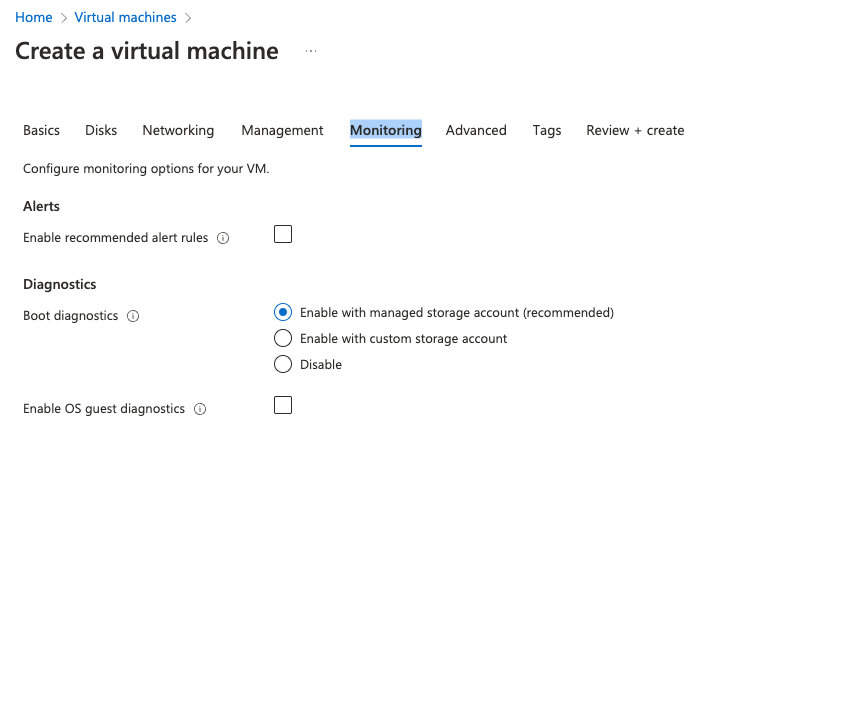 Home > Virtual machines >
Create a virtual machine ...
Basics Disks Networking Management Monitoring Advanced Tags Review + create
Configure monitoring options for your VM.
Alerts
Enable recommended alert rules
Diagnostics
Boot diagnostics
Enable with managed storage account (recommended)
Enable with custom storage account
Disable
Enable OS guest diagnostics